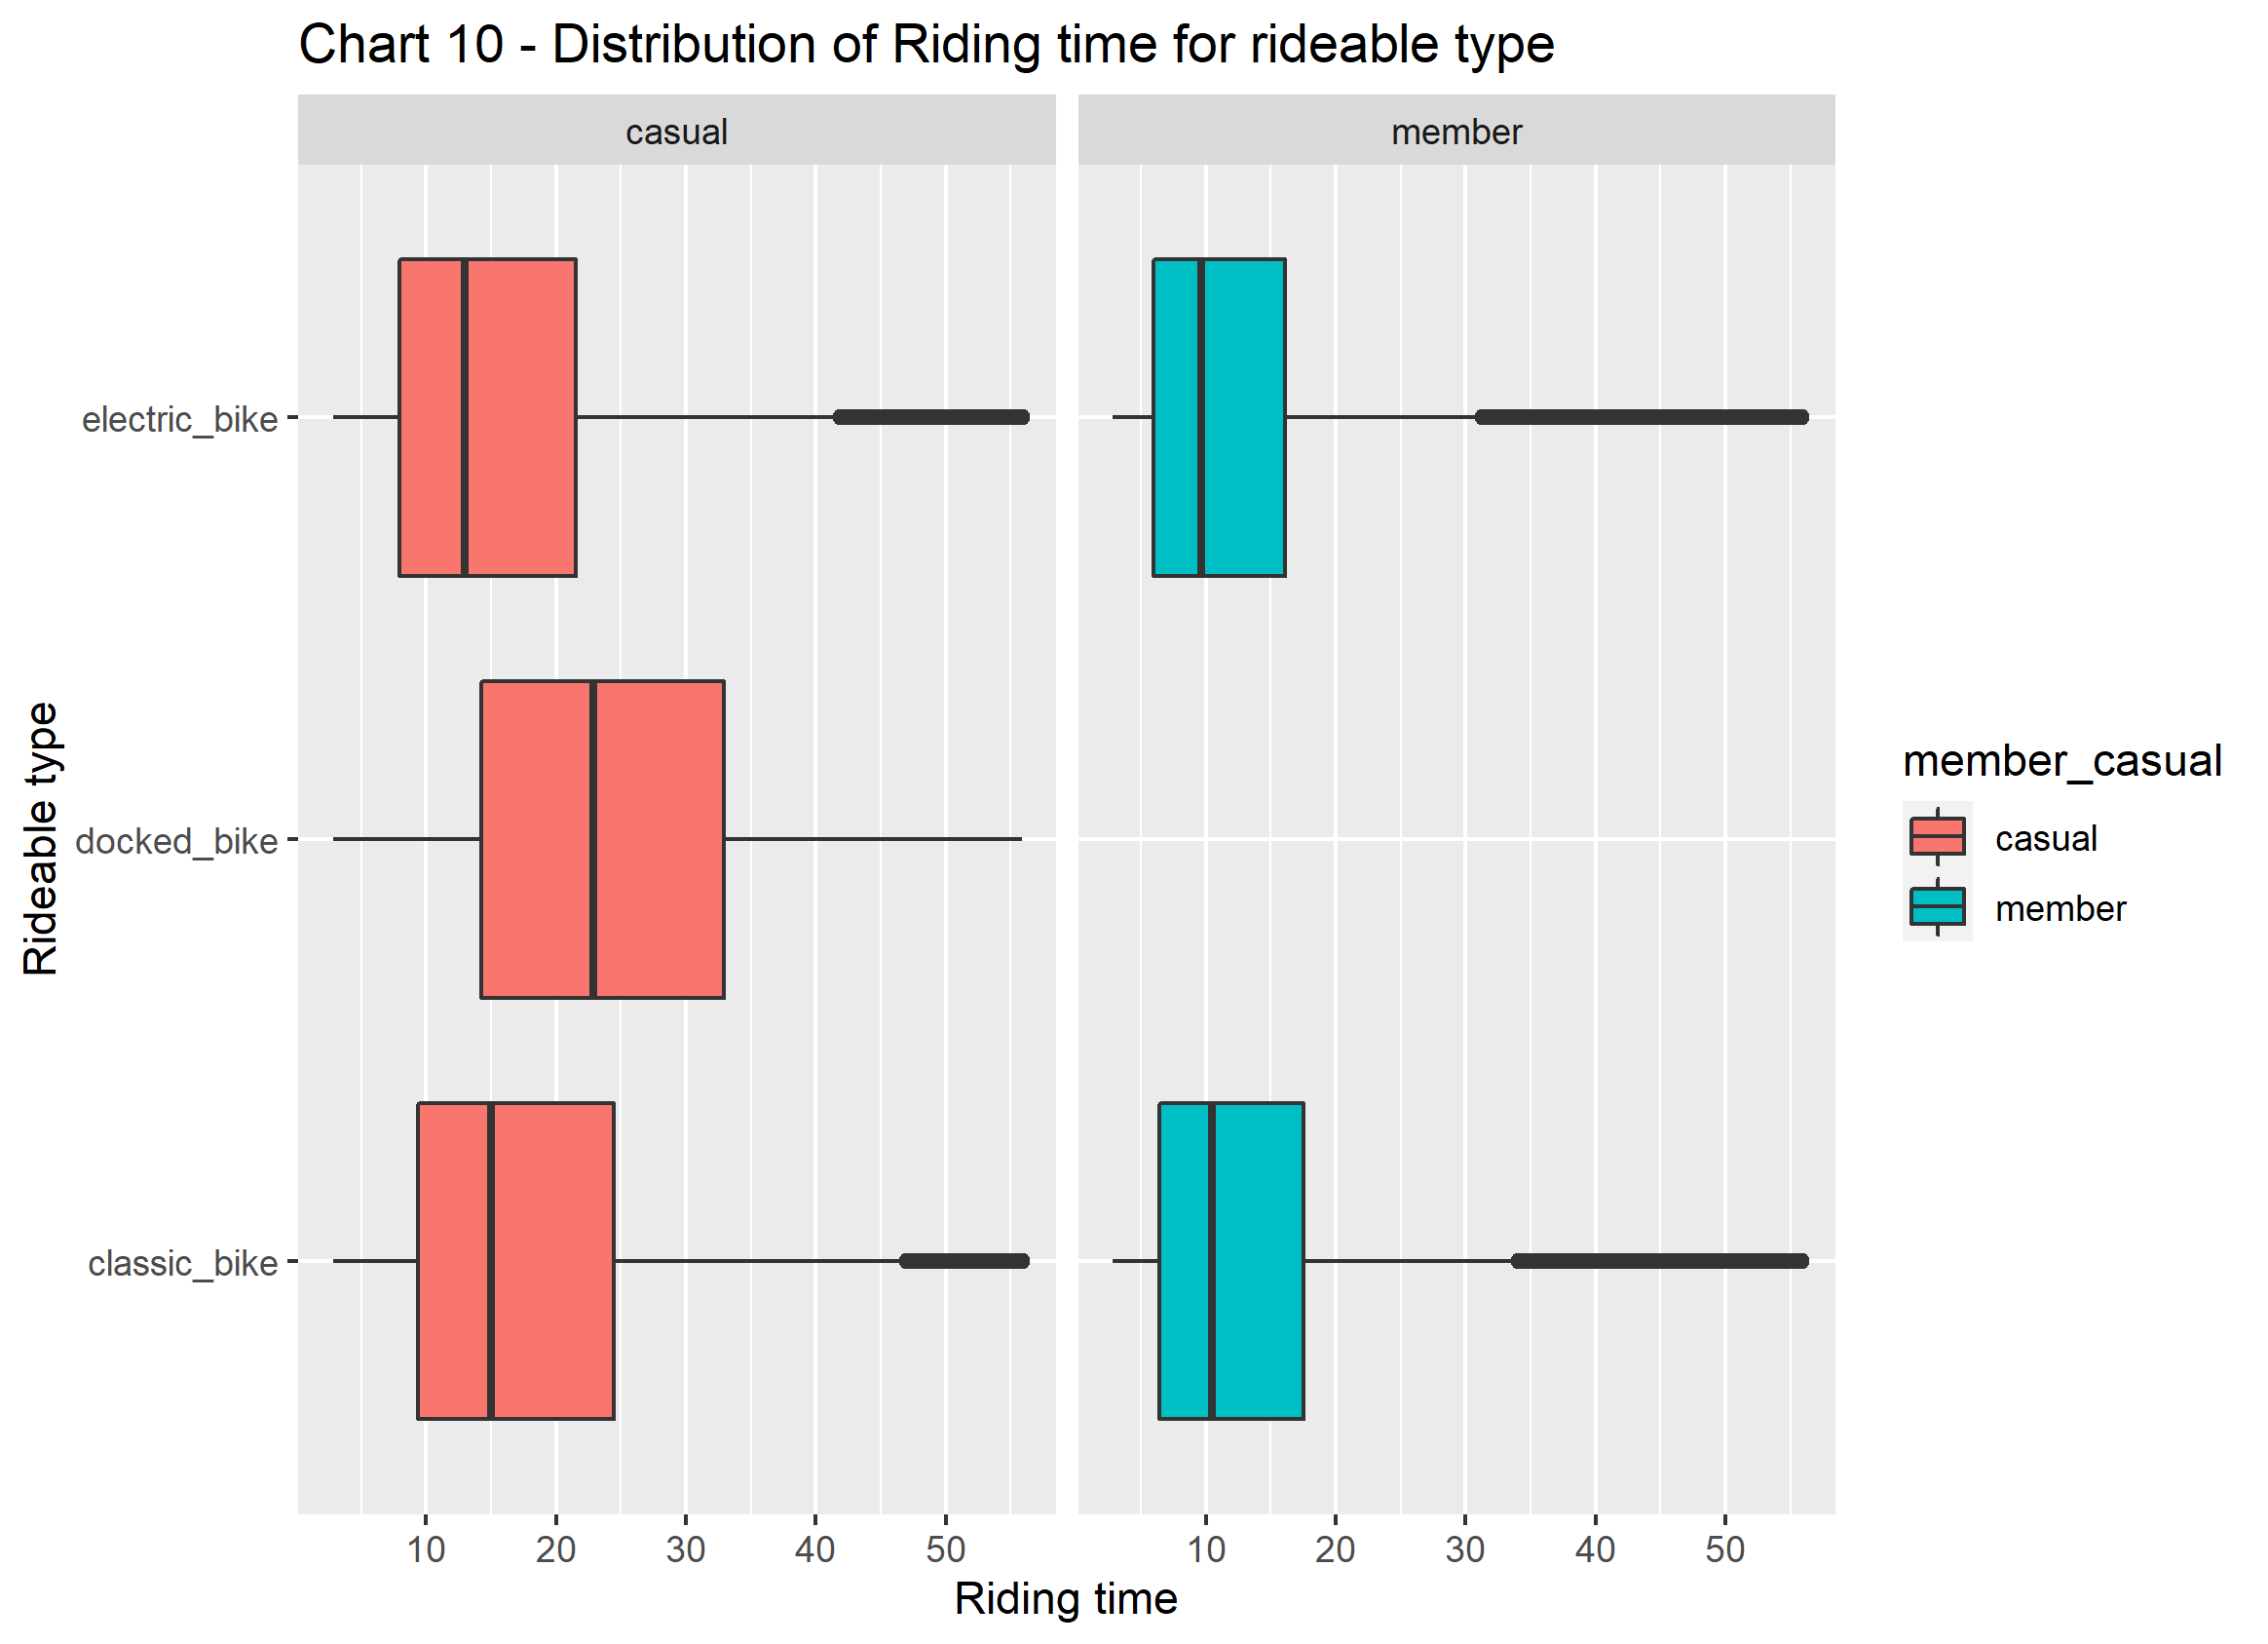 Chart 10 - Distribution of Riding time for rideable type
casual
member
electric_bike
docked_bike
classic_bike
Rideable type
10 20 30 40 50
10 20 30 40 50
Riding time
member_casual
casual
member